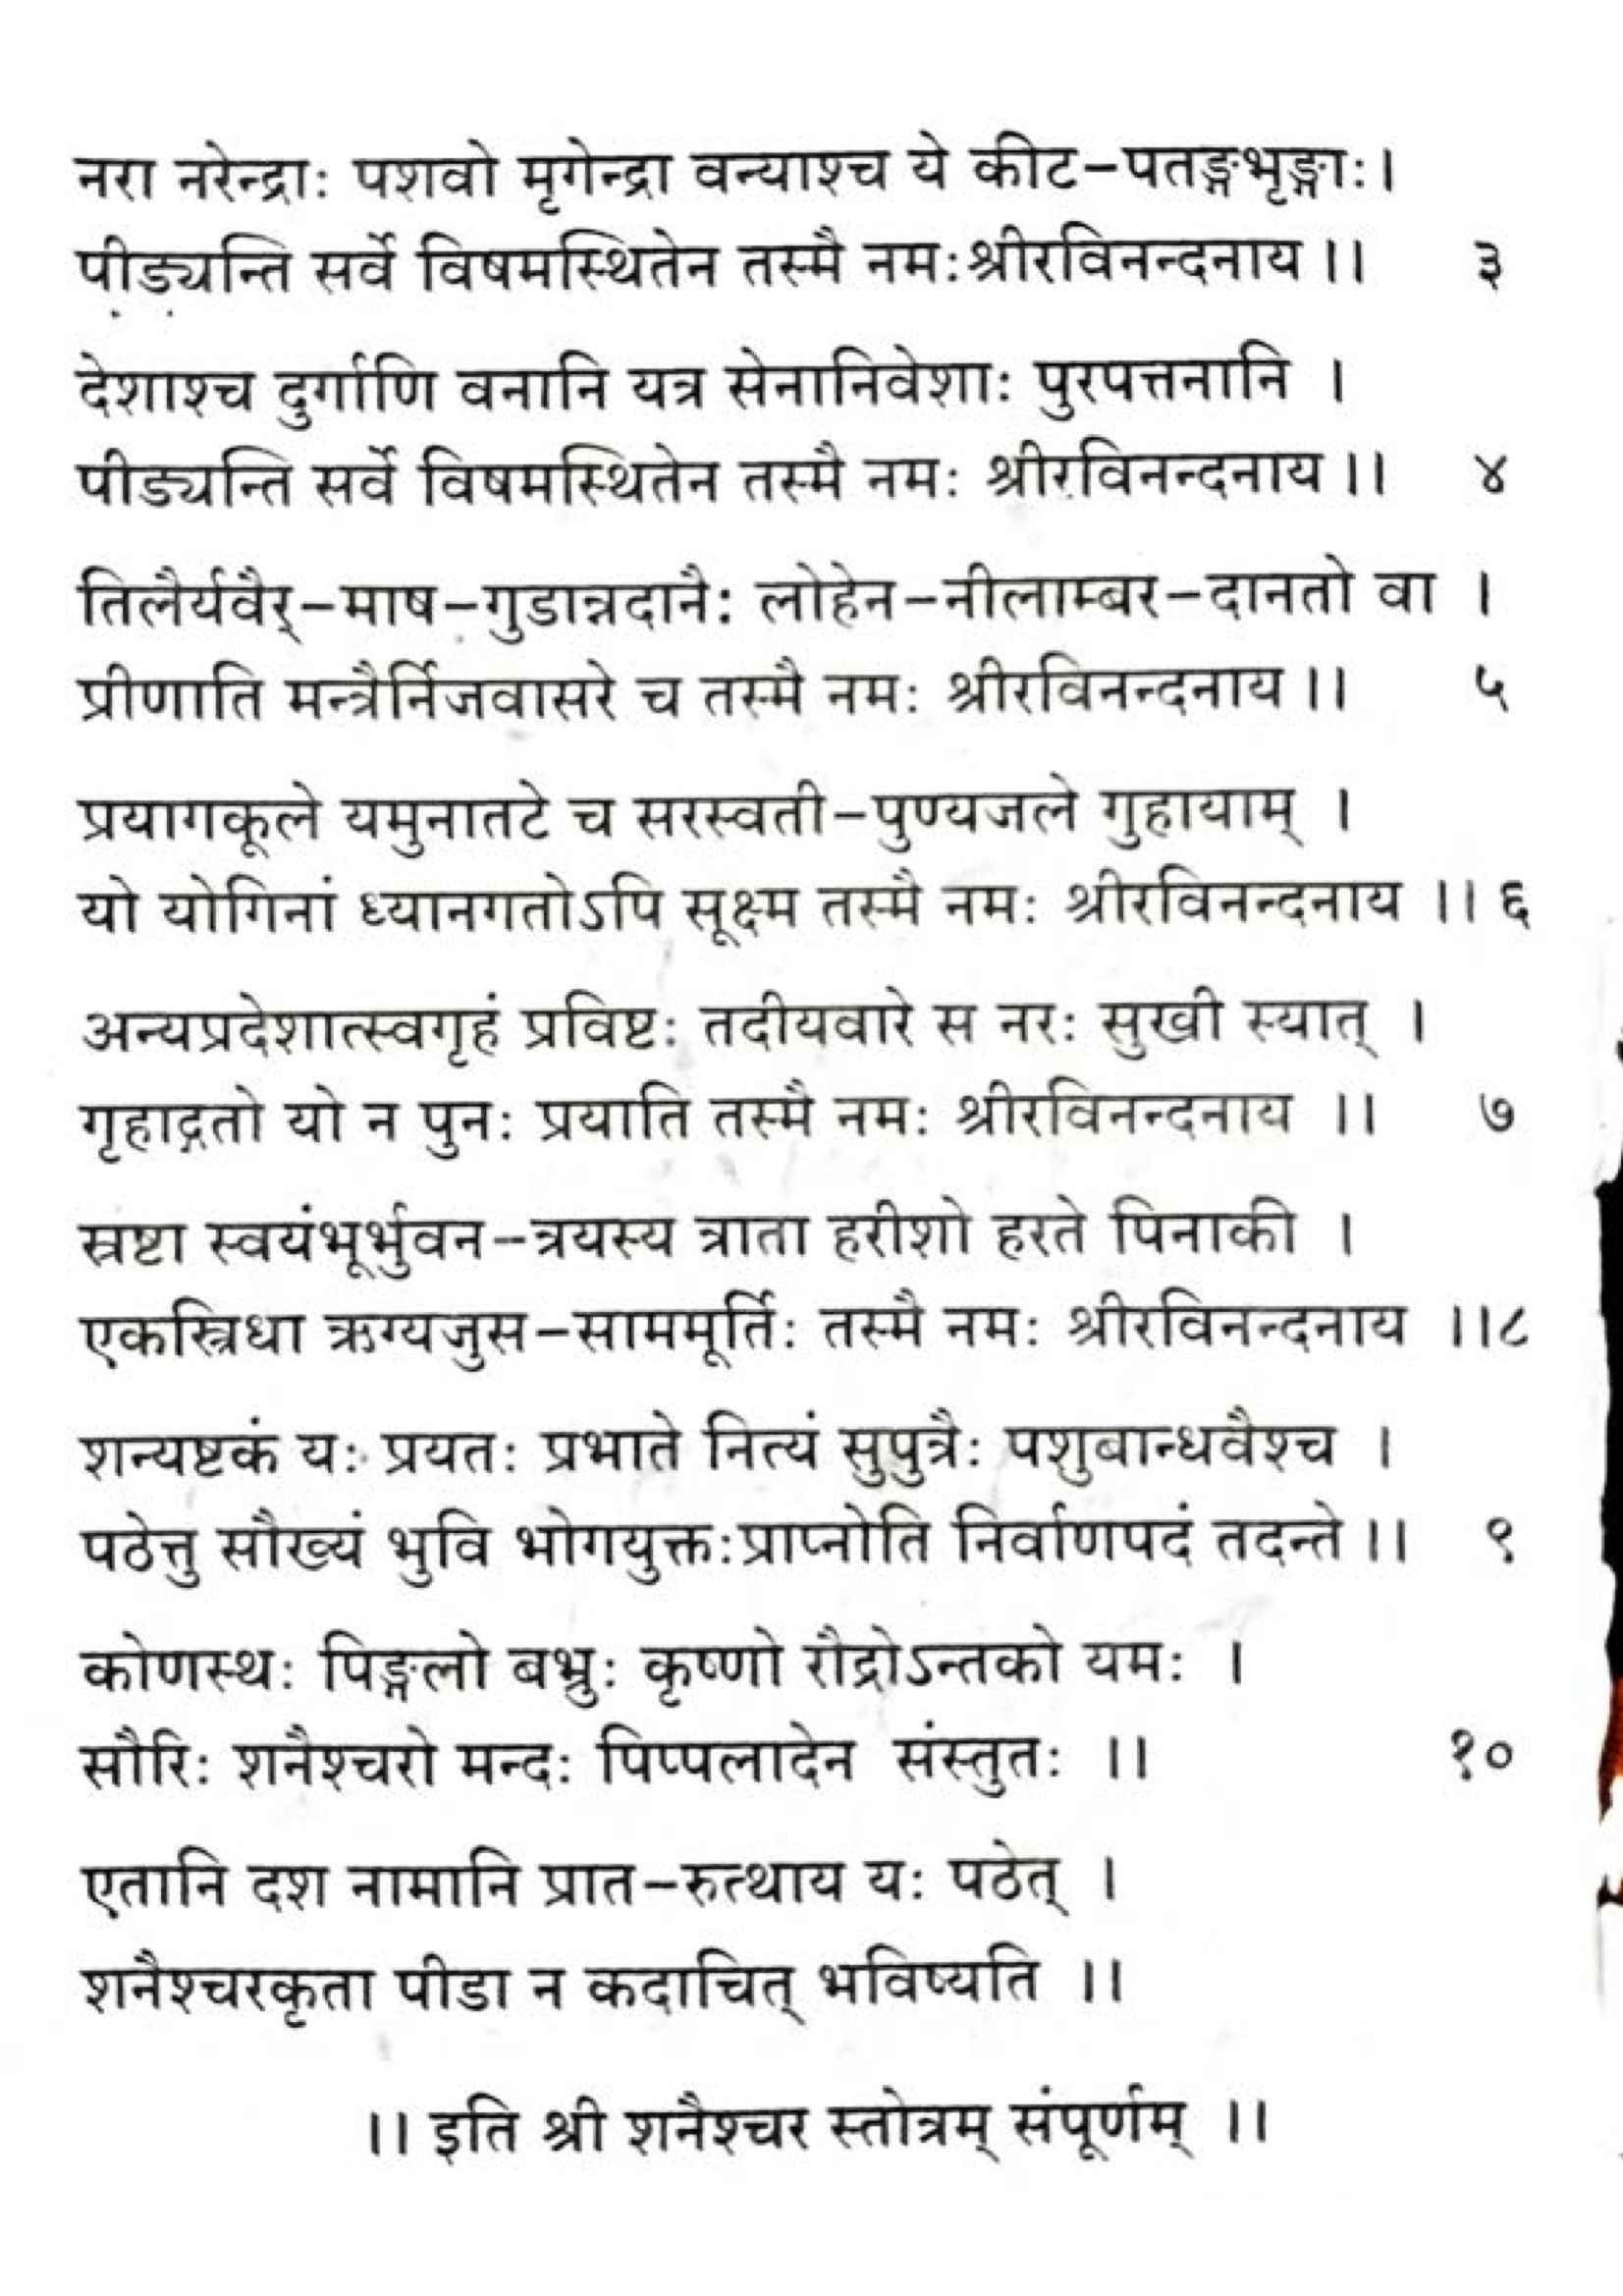 नरा नरेन्द्राः पशवो मृगेन्द्रा वन्याश्च ये कीट-पतङ्गभृङ्गाः।
पीड्यन्ति सर्वे विषमस्थितेन तस्मै नमःश्रीरविनन्दनाय।। ३
देशाश्च दुर्गाणि वनानि यत्र सेनानिवेशाः पुरपत्तनानि ।
पीड्यन्ति सर्वे विषमस्थितेन तस्मै नमः श्रीरविनन्दनाय।। ४
तिलैर्यवैर्-माष-गुडान्नदानैः लोहेन-नीलाम्बर-दानतो वा ।
प्रीणाति मन्त्रैर्निजवासरे च तस्मै नमः श्रीरविनन्दनाय।। ५
प्रयागकूले यमुनातटे च सरस्वती-पुण्यजले गुहायाम् ।
यो योगिनां ध्यानगतोऽपि सूक्ष्म तस्मै नमः श्रीरविनन्दनाय ।। ६
अन्यप्रदेशात्स्वगृहं प्रविष्टः तदीयवारे स नरः सुखी स्यात् ।
गृहाद्गतो यो न पुनः प्रयाति तस्मै नमः श्रीरविनन्दनाय ।। ७
स्रष्टा स्वयंभूर्भुवन-त्रयस्य त्राता हरीशो हरते पिनाकी ।
एकस्त्रिधा ऋग्यजुस-साममूर्तिः तस्मै नमः श्रीरविनन्दनाय ।।८
शन्यष्टकं यः प्रयतः प्रभाते नित्यं सुपुत्रैः पशुबान्धवैश्च ।
पठेत्तु सौख्यं भुवि भोगयुक्तःप्राप्नोति निर्वाणपदं तदन्ते।। ९
कोणस्थः पिङ्गलो बभ्रुः कृष्णो रौद्रोऽन्तको यमः ।
सौरिः शनैश्चरो मन्दः पिप्पलादेन संस्तुतः ।। १०
एतानि दश नामानि प्रात-रुत्थाय यः पठेत् ।
शनैश्चरकृता पीडा न कदाचित् भविष्यति ।।
।। इति श्री शनैश्चर स्तोत्रम् संपूर्णम् ।।